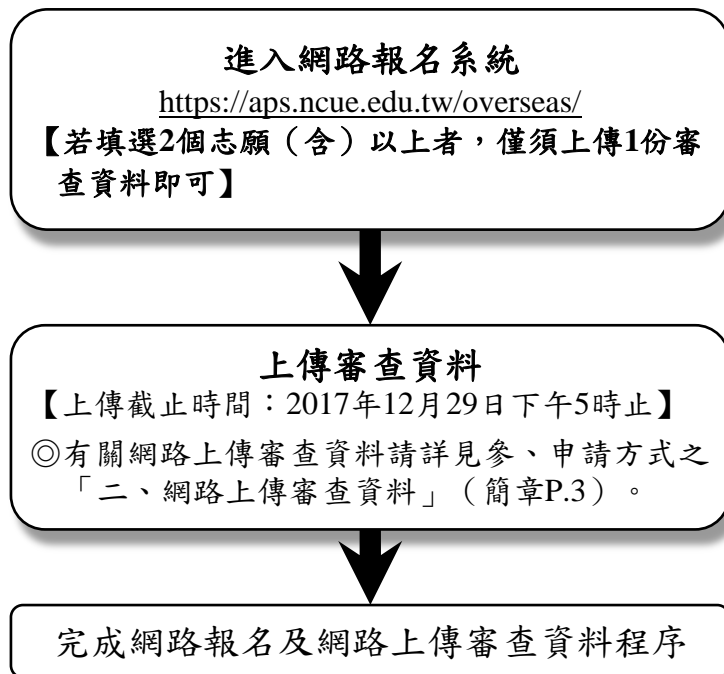 進入網路報名系統
https://aps.ncue.edu.tw/overseas/
【若填選2個志願（含）以上者，僅須上傳1份審
查資料即可】
上傳審查資料
【上傳截止時間：2017年12月29日下午5時止】
◎有關網路上傳審查資料請詳見參、申請方式之
「二、網路上傳審查資料」（簡章P.3）。
完成網路報名及網路上傳審查資料程序